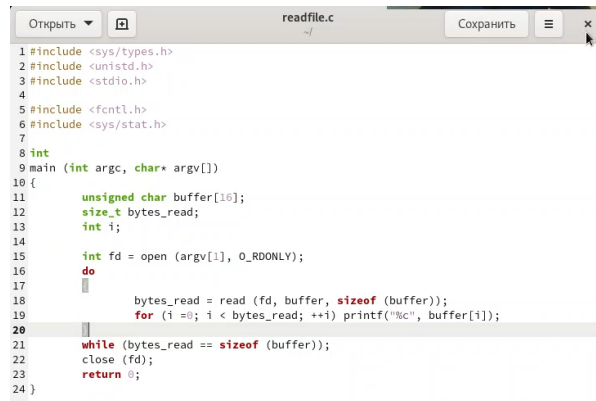 Открыть readfile.c Сохранить
~/
1 #include <sys/types.h>
2 #include <unistd.h>
3 #include <stdio.h>
4
5 #include <fcntl.h>
6 #include <sys/stat.h>
7
8 int
9 main (int argc, char* argv[])
10 {
11 unsigned char buffer[16];
12 size_t bytes_read;
13 int i;
14
15 int fd = open (argv[1], O_RDONLY);
16 do
17 {
18 bytes_read = read (fd, buffer, sizeof (buffer));
19 for (i =0; i < bytes_read; ++i) printf("%c", buffer[i]);
20 }
21 while (bytes_read == sizeof (buffer));
22 close (fd);
23 return 0;
24 }